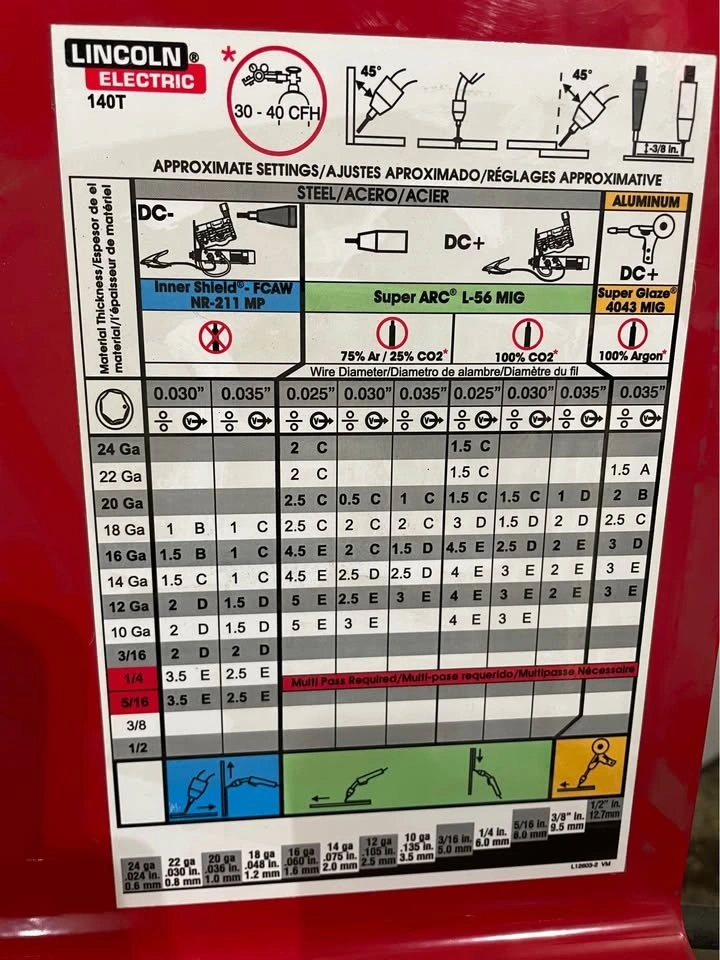 LINCOLN ®
ELECTRIC
140T
*
30 - 40 CFH
45°
45°
-3/8 in.
APPROXIMATE SETTINGS/AJUSTES APROXIMADO/RÉGLAGES APPROXIMATIVE
Material Thickness/Espesor de el
material/l'épaisseur de matériel
STEEL/ACERO/ACIER
ALUMINUM
DC-
DC+
DC+
Inner Shield® - FCAW
NR-211 MP
Super ARC® L-56 MIG
Super Glaze®
4043 MIG
75% Ar / 25% CO2*
100% CO2*
100% Argon*
Wire Diameter/Diametro de alambre/Diamètre du fil
0.030" 0.035" 0.025" 0.030" 0.035" 0.025" 0.030" 0.035" 0.035"
V V V V V V V V V
24 Ga 2 C 1.5 C
22 Ga 2 C 1.5 C 1.5 A
20 Ga 2.5 C 0.5 C 1 C 1.5 C 1.5 C 1 D 2 B
18 Ga 1 B 1 C 2.5 C 2 C 2 C 3 D 1.5 D 2 D 2.5 C
16 Ga 1.5 B 1 C 4.5 E 2 C 1.5 D 4.5 E 2.5 D 2 E 3 D
14 Ga 1.5 C 1 C 4.5 E 2.5 D 2.5 D 4 E 3 E 2 E 3 E
12 Ga 2 D 1.5 D 5 E 2.5 E 3 E 4 E 3 E 2 E 3 E
10 Ga 2 D 1.5 D 5 E 3 E 4 E 3 E
3/16 2 D 2 D
1/4 3.5 E 2.5 E Multi Pass Required/Multi-pase requerido/Multipasse Nécessaire
5/16 3.5 E 2.5 E
3/8
1/2
24 ga
.024 in.
0.6 mm
22 ga
.030 in.
0.8 mm
20 ga
.036 in.
1.0 mm
18 ga
.048 in.
1.2 mm
16 ga
.060 in.
1.6 mm
14 ga
.075 in.
2.0 mm
12 ga
.105 in.
2.5 mm
10 ga
.135 in.
3.5 mm
3/16 in.
5.0 mm
1/4 in.
6.0 mm
5/16 in.
8.0 mm
3/8" in.
9.5 mm
1/2" in.
12.7mm
L12603-2 VM